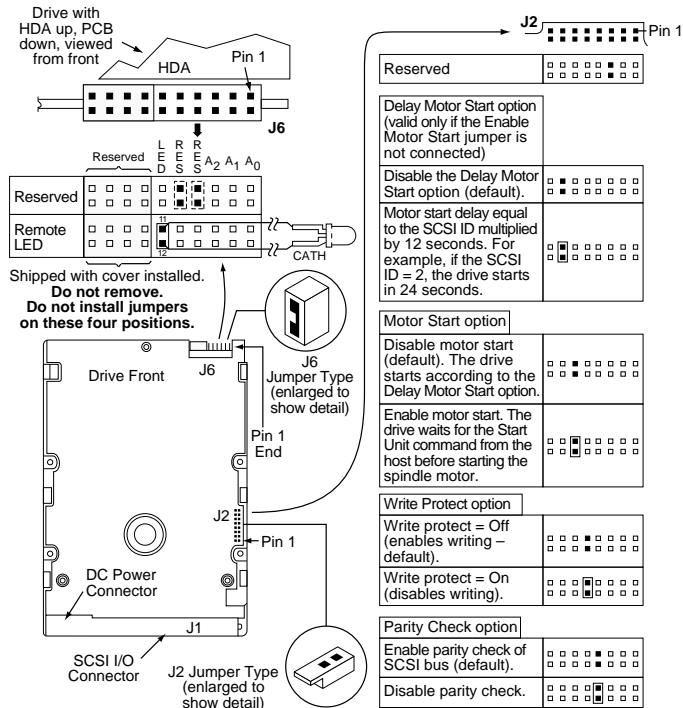 Drive with
HDA up, PCB
down, viewed
from front
HDA
Pin 1
J6
Reserved
LED
RES
RES
A2
A1
A0
Reserved
Remote
LED
11
12
CATH
Shipped with cover installed.
Do not remove.
Do not install jumpers
on these four positions.
J6
Jumper Type
(enlarged to
show detail)
Drive Front
J6
Pin 1
End
J2
Pin 1
DC Power
Connector
J1
SCSI I/O
Connector
J2 Jumper Type
(enlarged to
show detail)
J2
Pin 1
Reserved
Delay Motor Start option
(valid only if the Enable
Motor Start jumper is
not connected)
Disable the Delay Motor
Start option (default).
Motor start delay equal
to the SCSI ID multiplied
by 12 seconds. For
example, if the SCSI
ID = 2, the drive starts
in 24 seconds.
Motor Start option
Disable motor start
(default). The drive
starts according to the
Delay Motor Start option.
Enable motor start. The
drive waits for the Start
Unit command from the
host before starting the
spindle motor.
Write Protect option
Write protect = Off
(enables writing –
default).
Write protect = On
(disables writing).
Parity Check option
Enable parity check of
SCSI bus (default).
Disable parity check.